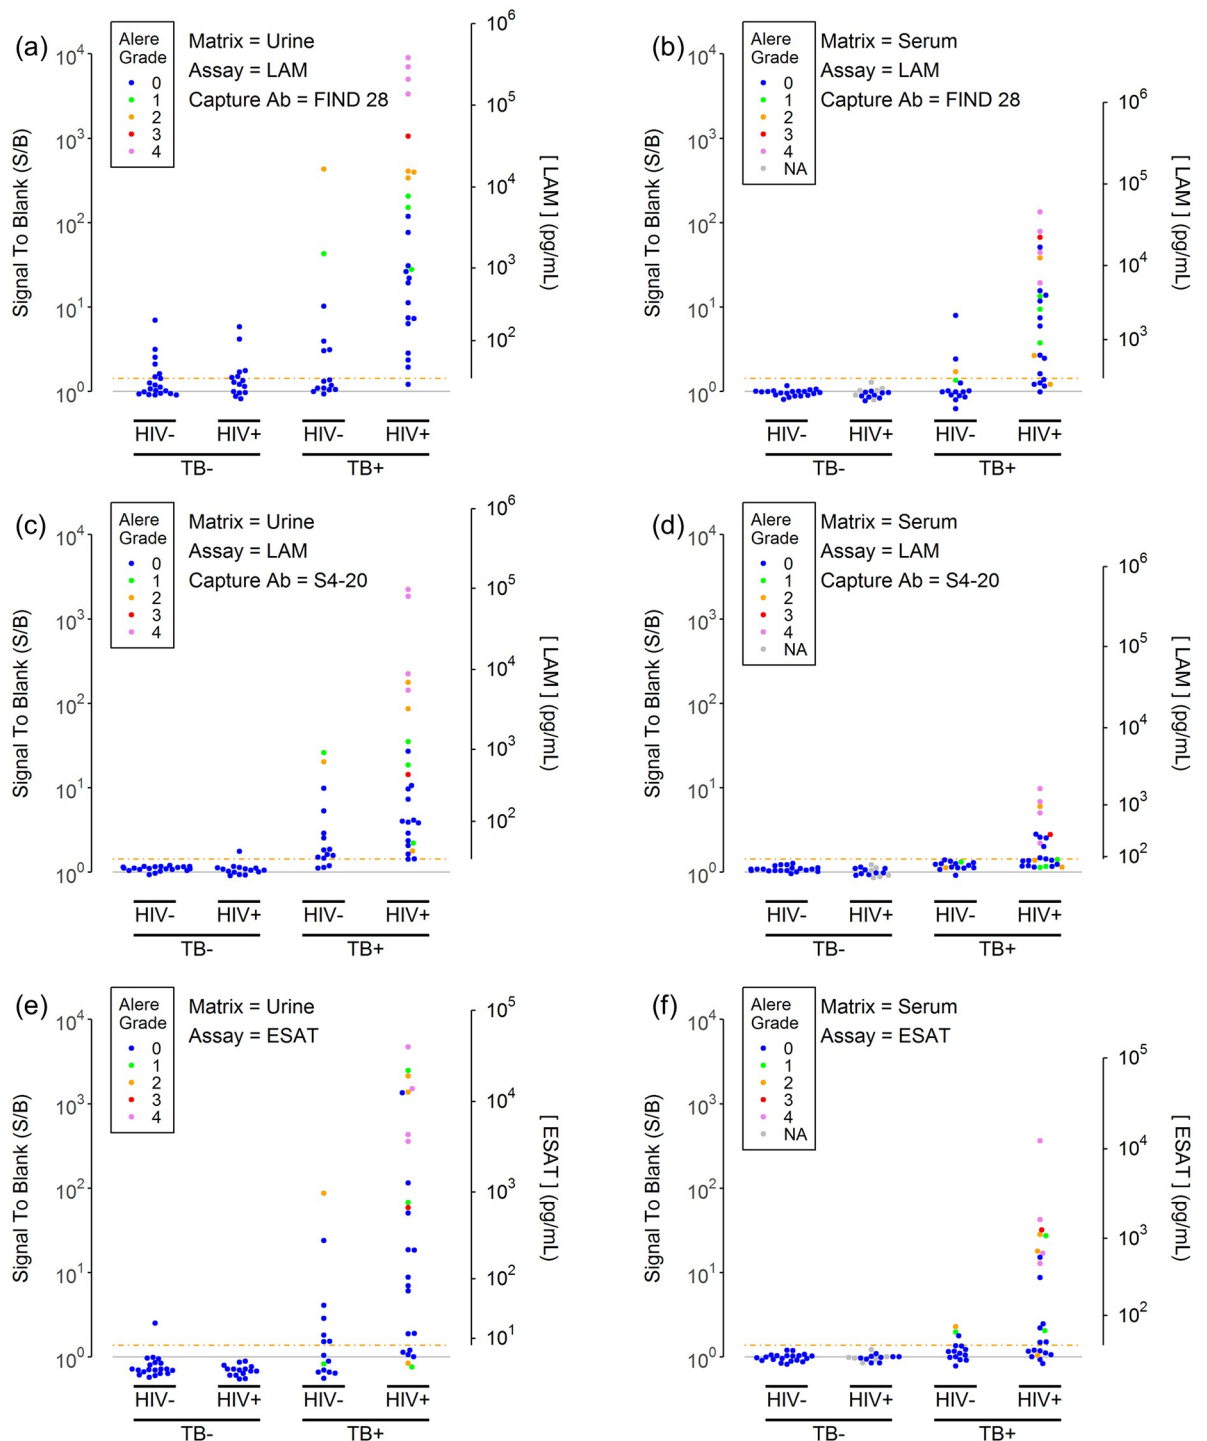 (a)
Alere
Grade
0
1
2
3
4
Matrix = Urine
Assay = LAM
Capture Ab = FIND 28
Signal To Blank (S/B)
10^4
10^3
10^2
10^1
10^0
10^6
10^5
10^4
10^3
10^2
[ LAM ] (pg/mL)
HIV- HIV+ HIV- HIV+
TB- TB+
(b)
Alere
Grade
0
1
2
3
4
NA
Matrix = Serum
Assay = LAM
Capture Ab = FIND 28
Signal To Blank (S/B)
10^4
10^3
10^2
10^1
10^0
10^6
10^5
10^4
10^3
[ LAM ] (pg/mL)
HIV- HIV+ HIV- HIV+
TB- TB+
(c)
Alere
Grade
0
1
2
3
4
Matrix = Urine
Assay = LAM
Capture Ab = S4-20
Signal To Blank (S/B)
10^4
10^3
10^2
10^1
10^0
10^6
10^5
10^4
10^3
10^2
[ LAM ] (pg/mL)
HIV- HIV+ HIV- HIV+
TB- TB+
(d)
Alere
Grade
0
1
2
3
4
NA
Matrix = Serum
Assay = LAM
Capture Ab = S4-20
Signal To Blank (S/B)
10^4
10^3
10^2
10^1
10^0
10^6
10^5
10^4
10^3
10^2
[ LAM ] (pg/mL)
HIV- HIV+ HIV- HIV+
TB- TB+
(e)
Alere
Grade
0
1
2
3
4
Matrix = Urine
Assay = ESAT
Signal To Blank (S/B)
10^4
10^3
10^2
10^1
10^0
10^5
10^4
10^3
10^2
10^1
[ ESAT ] (pg/mL)
HIV- HIV+ HIV- HIV+
TB- TB+
(f)
Alere
Grade
0
1
2
3
4
NA
Matrix = Serum
Assay = ESAT
Signal To Blank (S/B)
10^4
10^3
10^2
10^1
10^0
10^5
10^4
10^3
10^2
[ ESAT ] (pg/mL)
HIV- HIV+ HIV- HIV+
TB- TB+